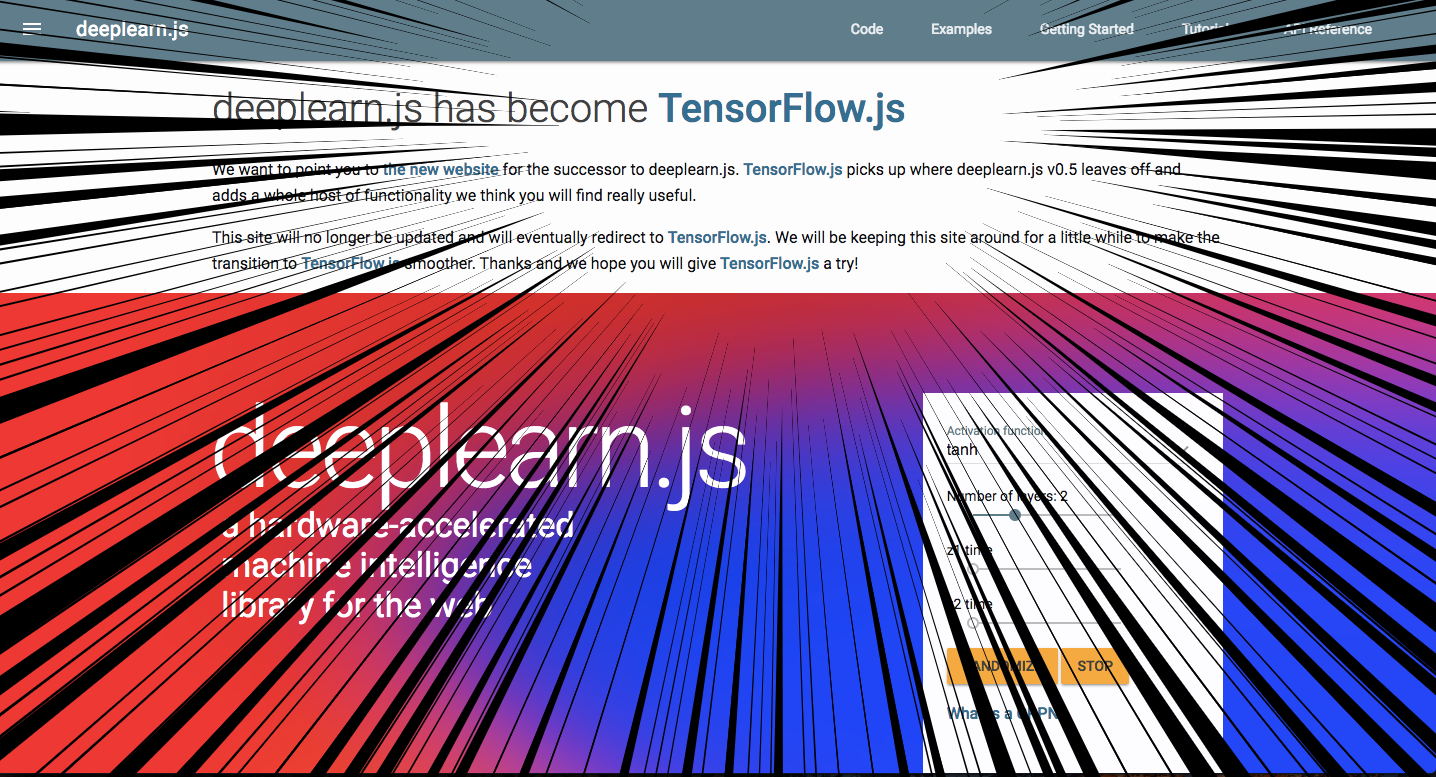 deeplearn.js
Code
Examples
Getting Started
Tutorials
API Reference
deeplearn.js has become TensorFlow.js
We want to point you to the new website for the successor to deeplearn.js. TensorFlow.js picks up where deeplearn.js v0.5 leaves off and
adds a whole host of functionality we think you will find really useful.
This site will no longer be updated and will eventually redirect to TensorFlow.js. We will be keeping this site around for a little while to make the
transition to TensorFlow.js smoother. Thanks and we hope you will give TensorFlow.js a try!
deeplearn.js
a hardware-accelerated
machine intelligence
library for the web
Activation function
tanh
Number of layers: 2
z1 time
z2 time
RANDOMIZE
STOP
What is a CPPN